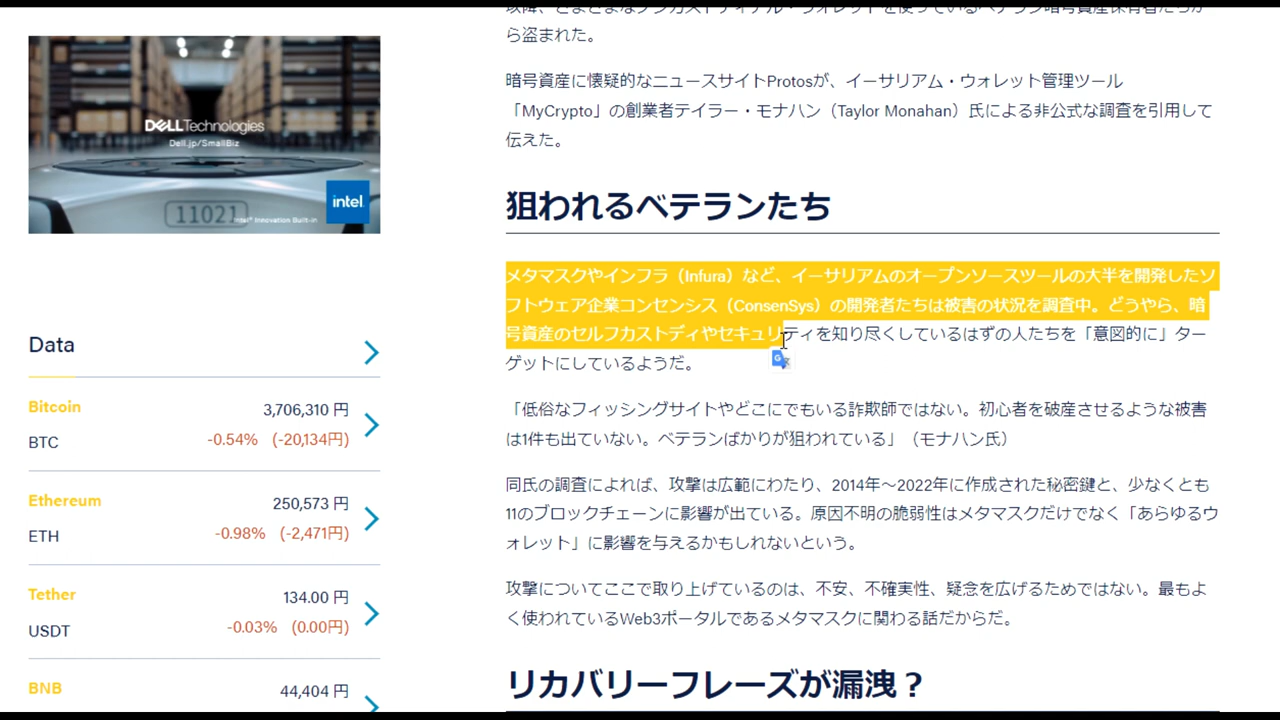 ら盗まれた。
暗号資産に懐疑的なニュースサイトProtosが、イーサリアム・ウォレット管理ツール
「MyCrypto」の創業者テイラー・モナハン（Taylor Monahan）氏による非公式な調査を引用して
伝えた。
狙われるベテランたち
メタマスクやインフラ（Infura）など、イーサリアムのオープンソースツールの大半を開発したソ
フトウェア企業コンセンシス（ConsenSys）の開発者たちは被害の状況を調査中。どうやら、暗
号資産のセルフカストディやセキュリティを知り尽くしているはずの人たちを「意図的に」ター
ゲットにしているようだ。
「低俗なフィッシングサイトやどこにでもいる詐欺師ではない。初心者を破産させるような被害
は1件も出ていない。ベテランばかりが狙われている」（モナハン氏）
同氏の調査によれば、攻撃は広範にわたり、2014年〜2022年に作成された秘密鍵と、少なくとも
11のブロックチェーンに影響が出ている。原因不明の脆弱性はメタマスクだけでなく「あらゆるウ
ォレット」に影響を与えるかもしれないという。
攻撃についてここで取り上げているのは、不安、不確実性、疑念を広げるためではない。最もよ
く使われているWeb3ポータルであるメタマスクに関わる話だからだ。
リカバリーフレーズが漏洩？
DELLTechnologies
Dell.jp/SmallBiz
11021
intel.
Intel® Innovation Built-in
Data
Bitcoin
3,706,310 円
BTC
-0.54% (-20,134円)
Ethereum
250,573 円
ETH
-0.98% (-2,471円)
Tether
134.00 円
USDT
-0.03% (0.00円)
BNB
44,404 円